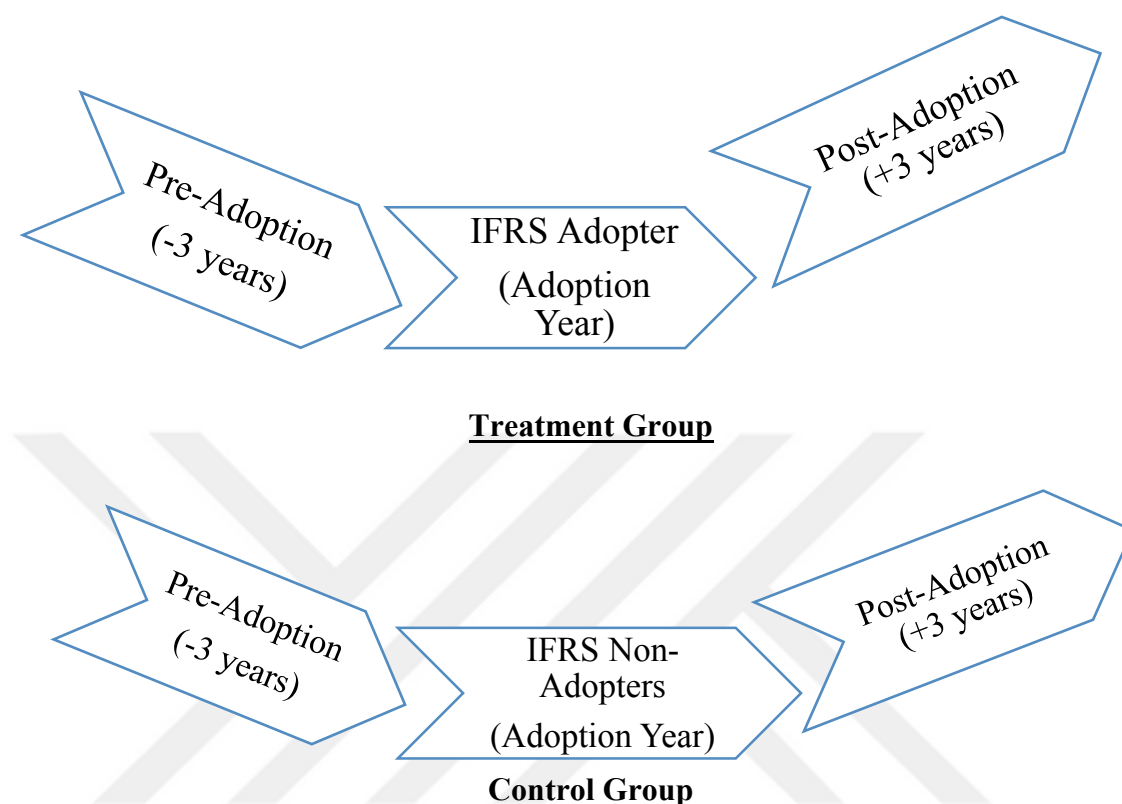 Pre-Adoption
(-3 years)
IFRS Adopter
(Adoption
Year)
Post-Adoption
(+3 years)
Treatment Group
Pre-Adoption
(-3 years)
IFRS Non-
Adopters
(Adoption Year)
Post-Adoption
(+3 years)
Control Group